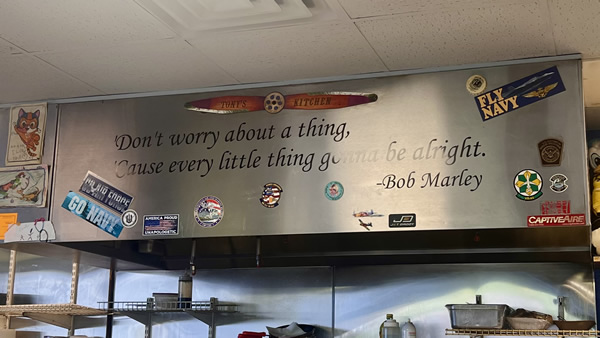 TONY'S KITCHEN
FLY
NAVY
'Don't worry about a thing,
'Cause every little thing gonna be alright.
-Bob Marley
GO NAVY
AMERICA PROUD
UNAPOLOGETIC
CAPTIVEAIRE